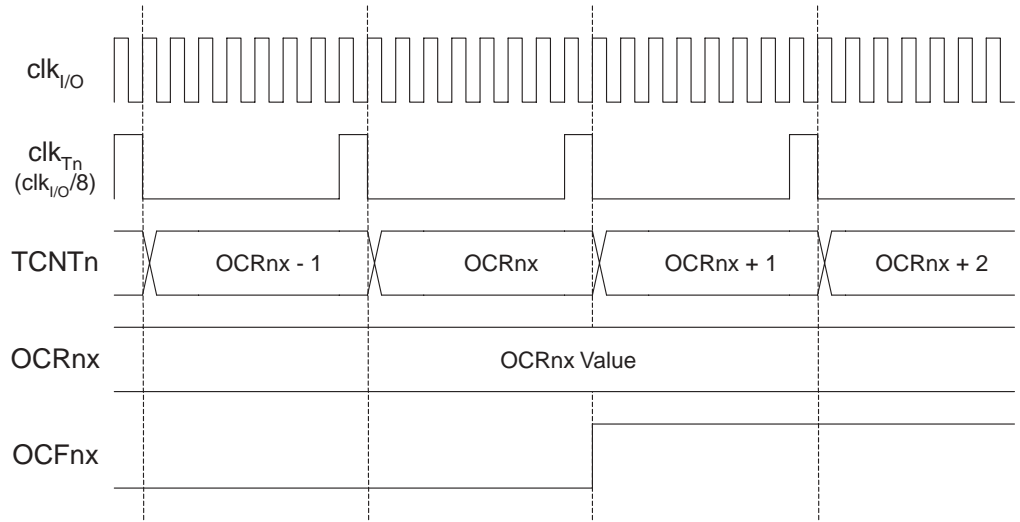 clkI/O
clkTn
(clkI/O/8)
TCNTn
OCRnx - 1
OCRnx
OCRnx + 1
OCRnx + 2
OCRnx
OCRnx Value
OCFnx